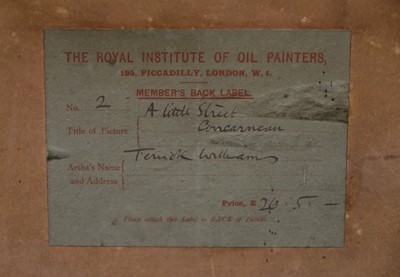 THE ROYAL INSTITUTE OF OIL PAINTERS,
195, PICCADILLY, LONDON, W. 1.
MEMBER'S BACK LABEL.
No. 2
A little Street
Title of Picture
Concarneau
Terrick Williams
Artist's Name
and Address
Price, £ 26 . 5 . —
Please attach this Label to BACK of Picture.